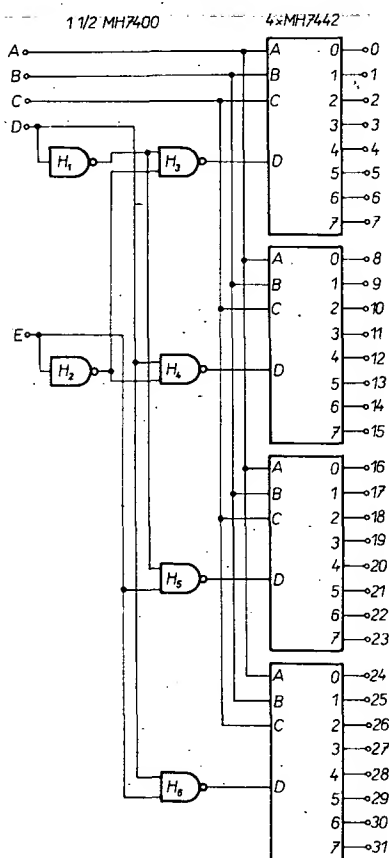 1 1/2 MH7400
4×MH7442
A
B
C
D
E
H₁
H₂
H₃
H₄
H₅
H₆
A 0 0
B 1 1
C 2 2
3 3
4 4
D 5 5
6 6
7 7
A 0 8
B 1 9
C 2 10
3 11
4 12
D 5 13
6 14
7 15
A 0 16
B 1 17
C 2 18
3 19
4 20
D 5 21
6 22
7 23
A 0 24
B 1 25
C 2 26
3 27
4 28
D 5 29
6 30
7 31